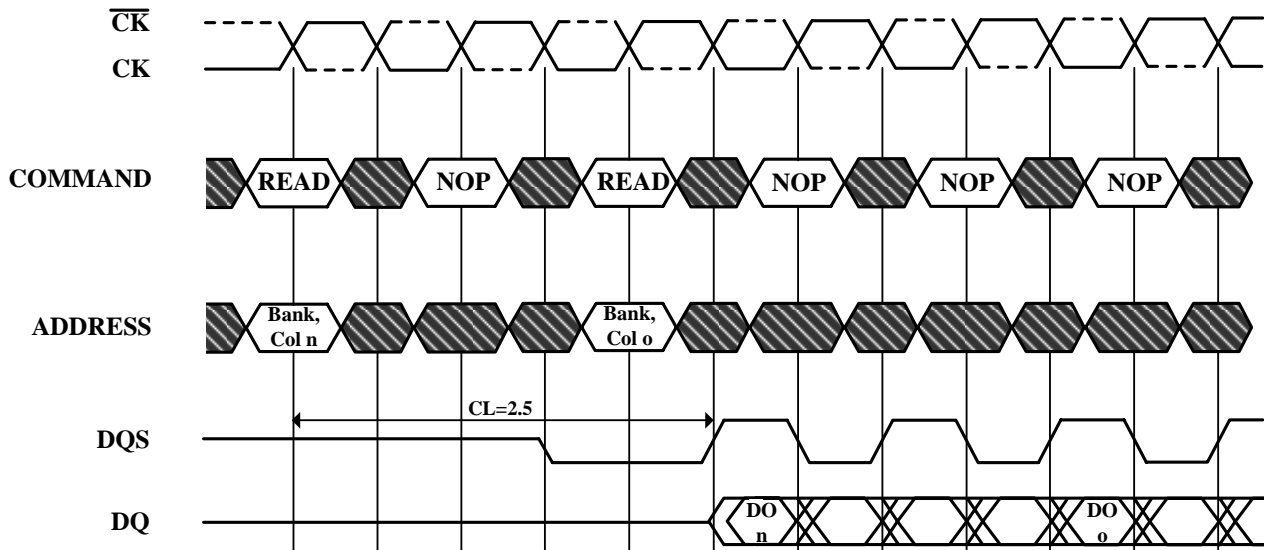 CK
CK
COMMAND READ NOP READ NOP NOP NOP
ADDRESS
Bank,
Col n
Bank,
Col o
CL=2.5
DQS
DQ
DO
n
DO
o